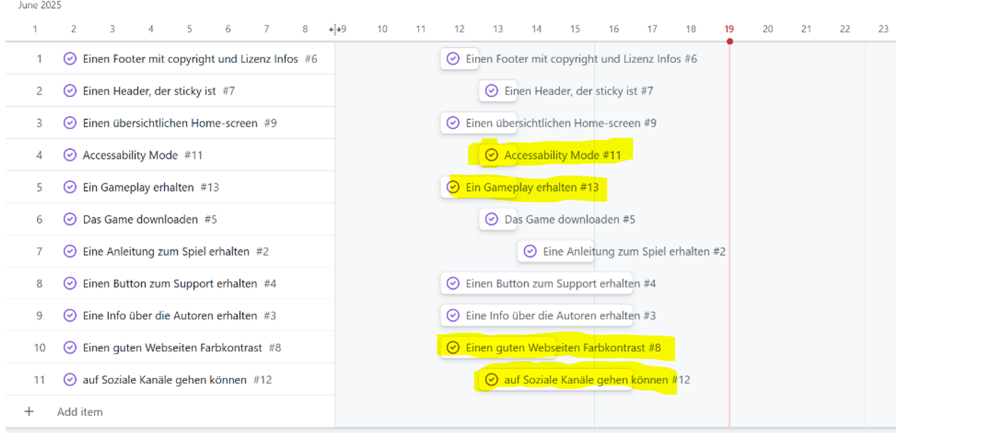 June 2025
1 2 3 4 5 6 7 8 9 10 11 12 13 14 15 16 17 18 19 20 21 22 23
1 Einen Footer mit copyright und Lizenz Infos #6 Einen Footer mit copyright und Lizenz Infos #6
2 Einen Header, der sticky ist #7 Einen Header, der sticky ist #7
3 Einen übersichtlichen Home-screen #9 Einen übersichtlichen Home-screen #9
4 Accessability Mode #11 Accessability Mode #11
5 Ein Gameplay erhalten #13 Ein Gameplay erhalten #13
6 Das Game downloaden #5 Das Game downloaden #5
7 Eine Anleitung zum Spiel erhalten #2 Eine Anleitung zum Spiel erhalten #2
8 Einen Button zum Support erhalten #4 Einen Button zum Support erhalten #4
9 Eine Info über die Autoren erhalten #3 Eine Info über die Autoren erhalten #3
10 Einen guten Webseiten Farbkontrast #8 Einen guten Webseiten Farbkontrast #8
11 auf Soziale Kanäle gehen können #12 auf Soziale Kanäle gehen können #12
+ Add item